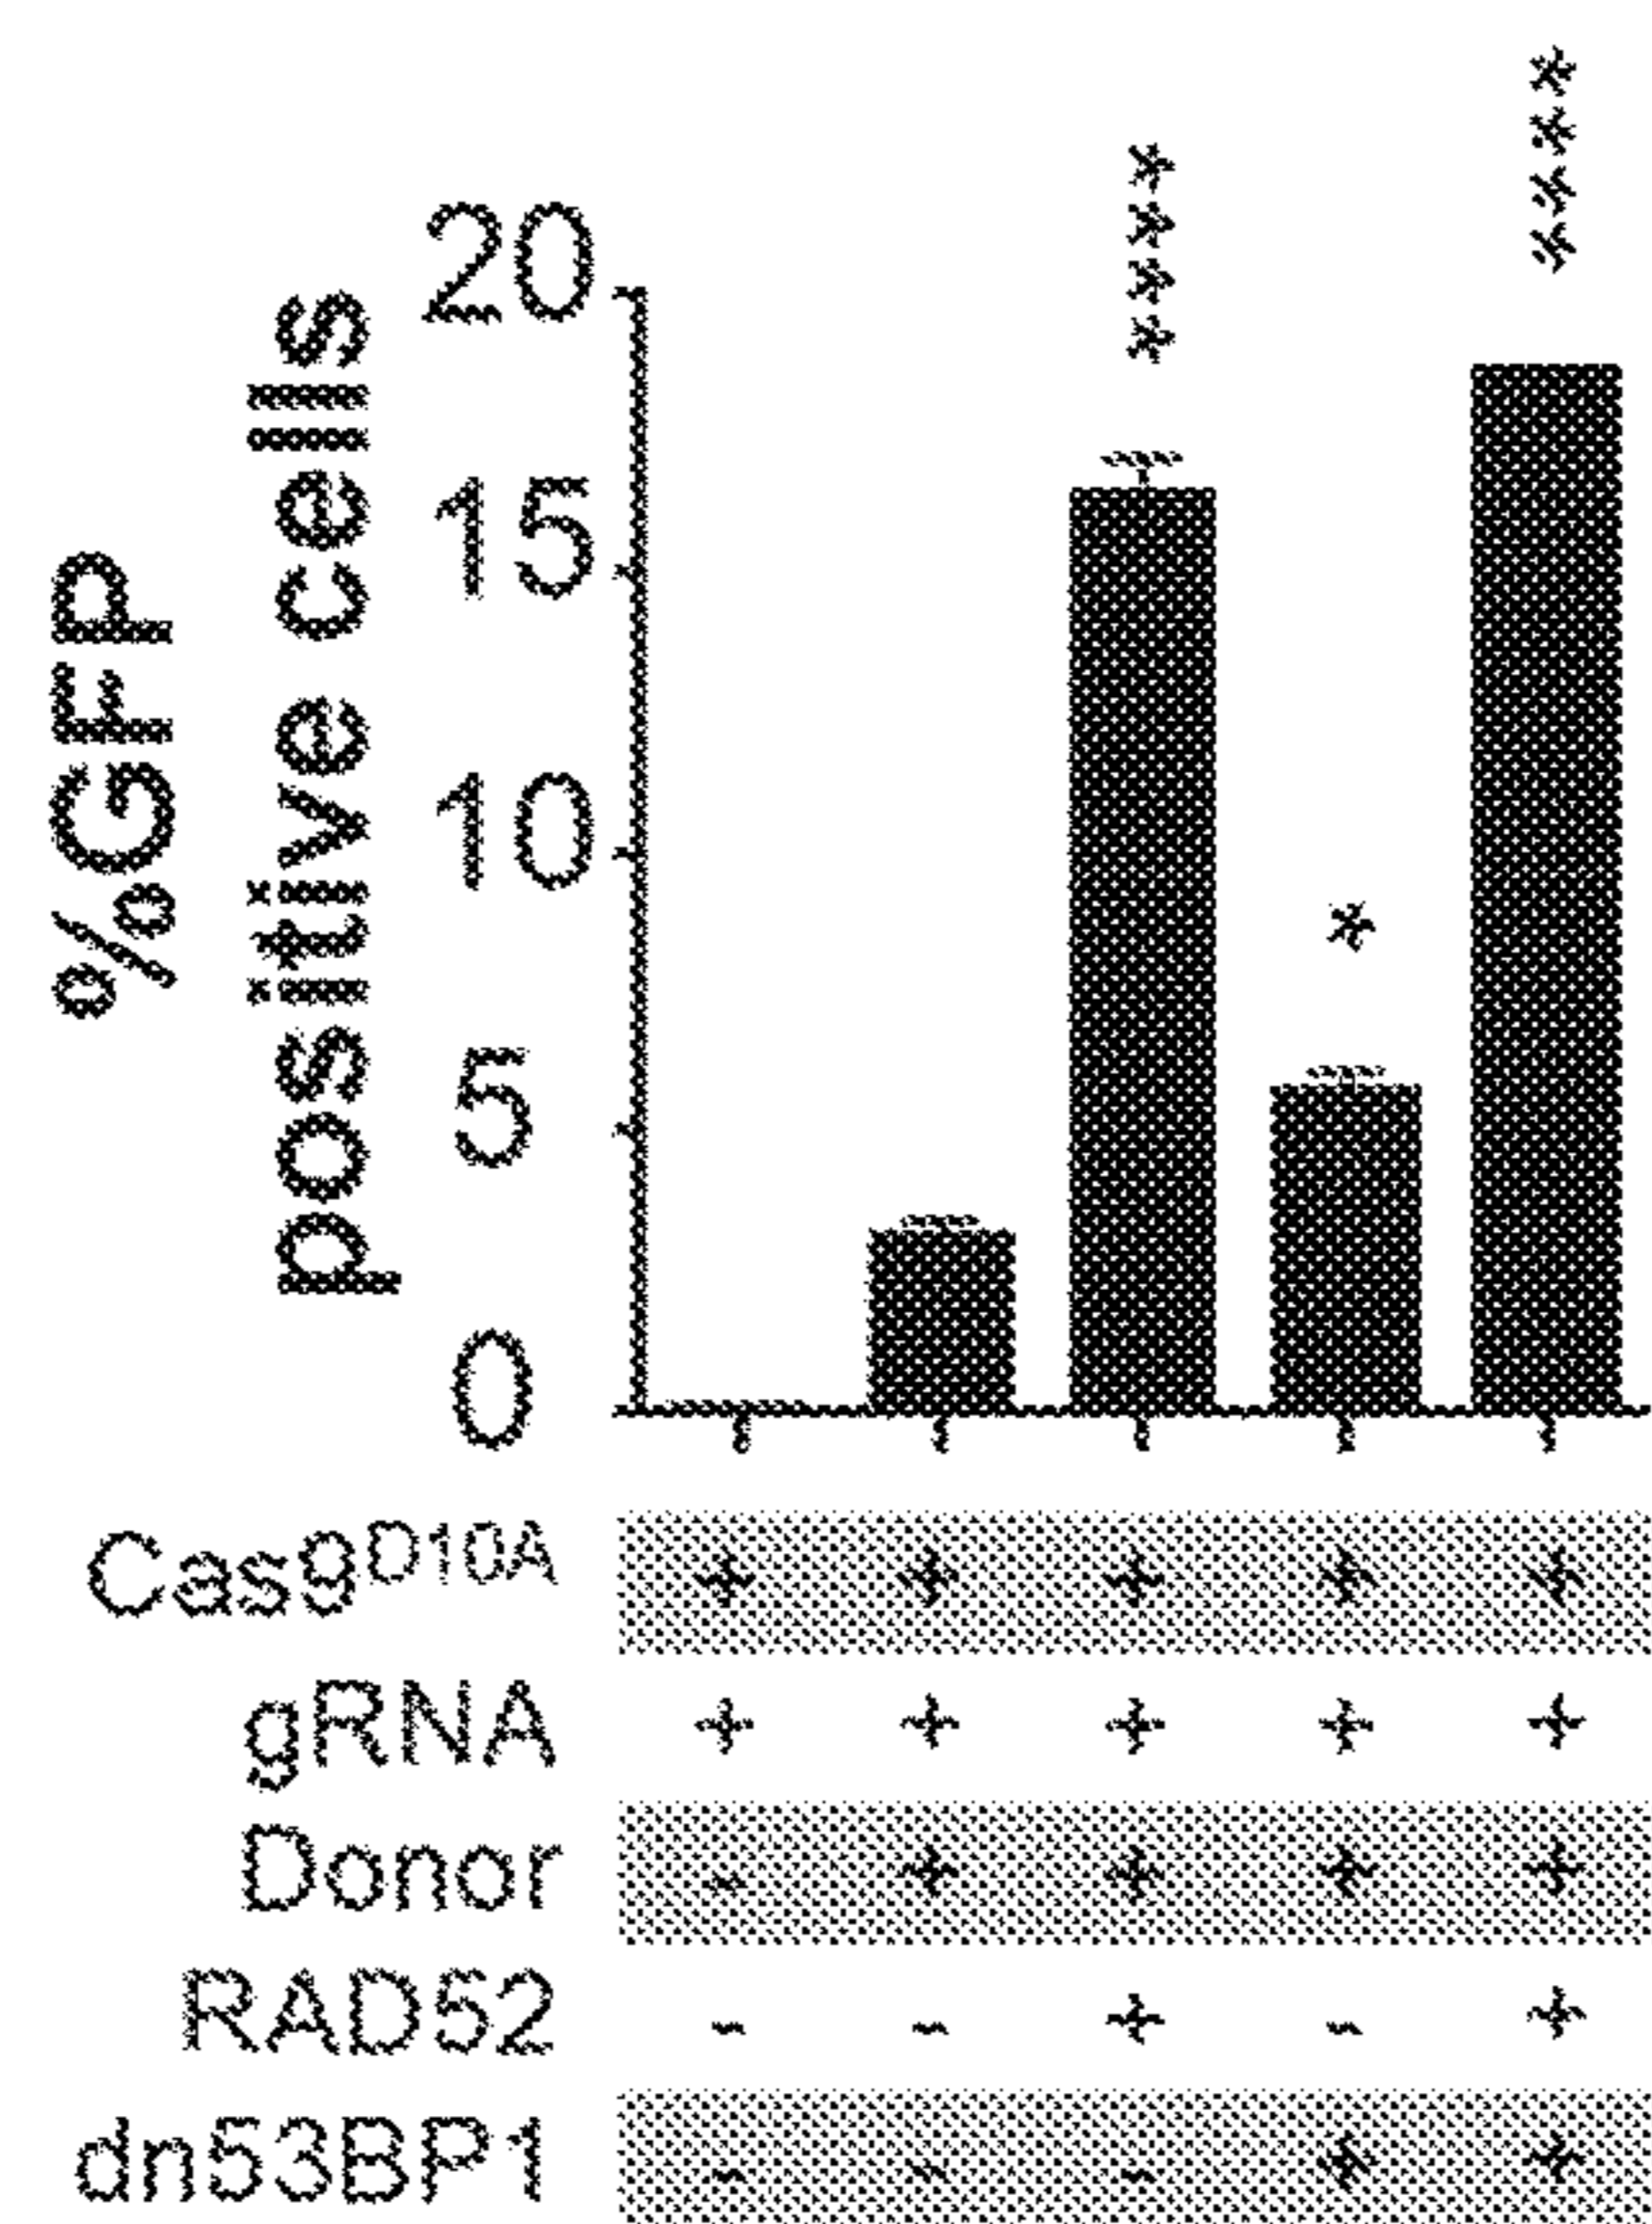 %GFP
positive cells
20
15
10
5
0
****
*
****
Cas9D10A + + + + +
gRNA + + + + +
Donor - + + + +
RAD52 - - + - +
dn53BP1 - - - + +